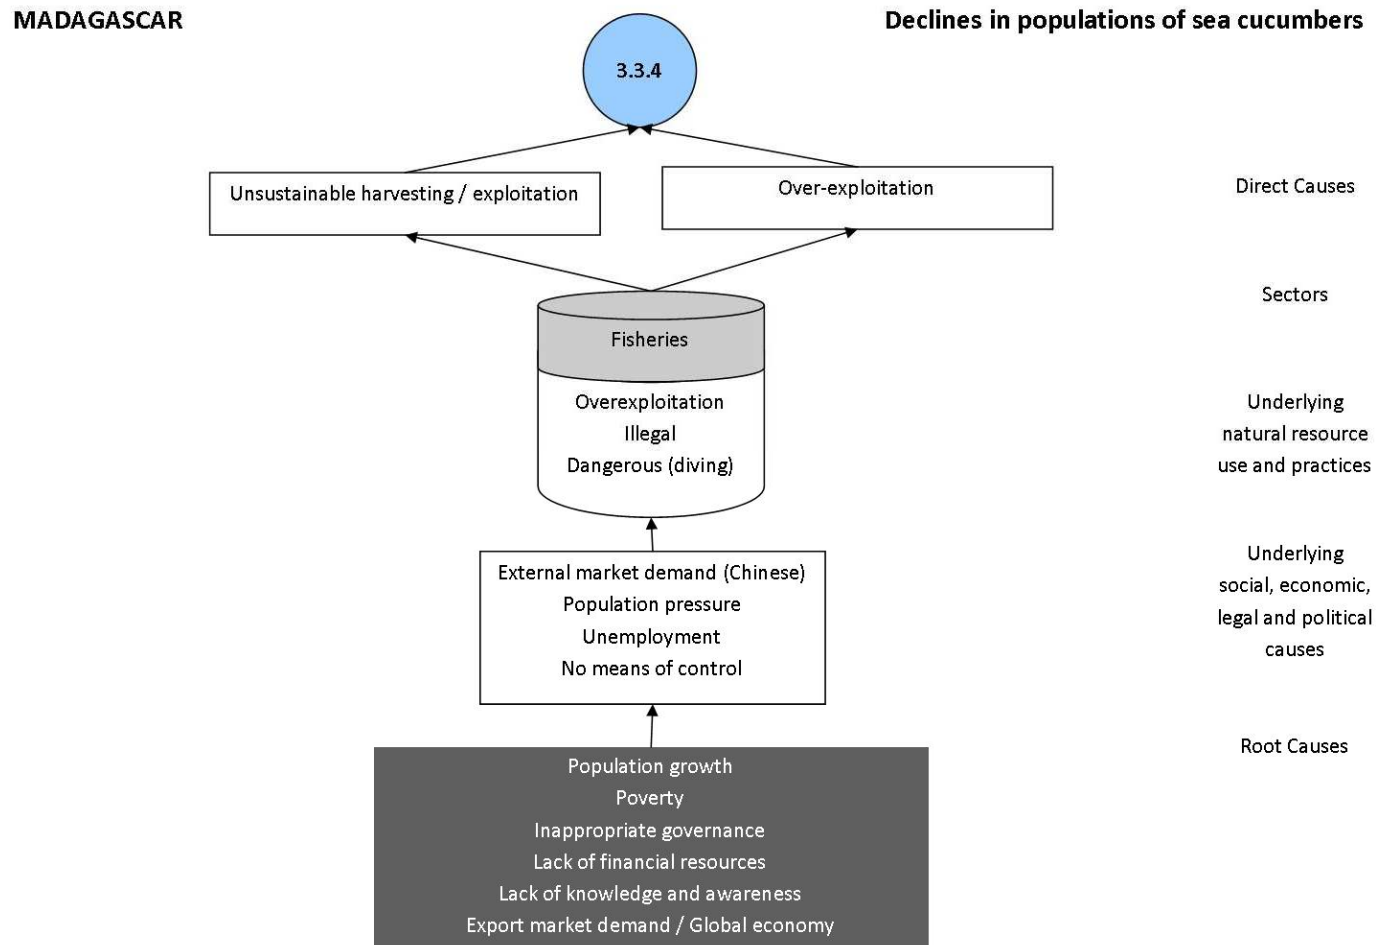 MADAGASCAR
Declines in populations of sea cucumbers
3.3.4
Unsustainable harvesting / exploitation
Over-exploitation
Direct Causes
Sectors
Fisheries
Overexploitation
Illegal
Dangerous (diving)
Underlying
natural resource
use and practices
External market demand (Chinese)
Population pressure
Unemployment
No means of control
Underlying
social, economic,
legal and political
causes
Root Causes
Population growth
Poverty
Inappropriate governance
Lack of financial resources
Lack of knowledge and awareness
Export market demand / Global economy